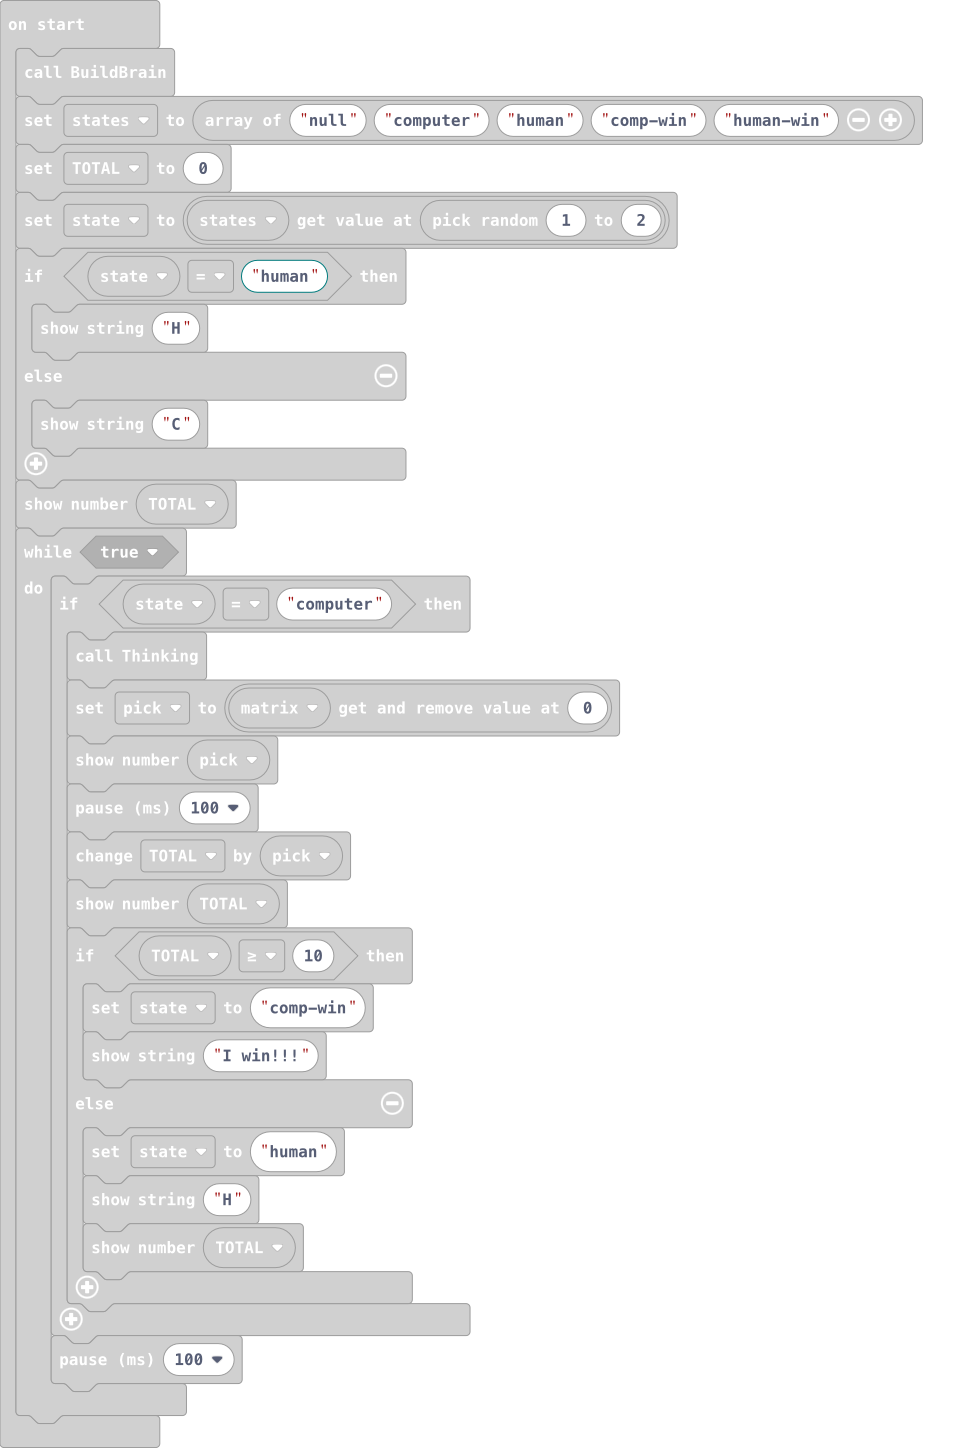 on start
call BuildBrain
set states to array of "null" "computer" "human" "comp-win" "human-win"
set TOTAL to 0
set state to states get value at pick random 1 to 2
if state = "human" then
show string "H"
else
show string "C"
show number TOTAL
while true
do
if state = "computer" then
call Thinking
set pick to matrix get and remove value at 0
show number pick
pause (ms) 100
change TOTAL by pick
show number TOTAL
if TOTAL ≥ 10 then
set state to "comp-win"
show string "I win!!!"
else
set state to "human"
show string "H"
show number TOTAL
pause (ms) 100